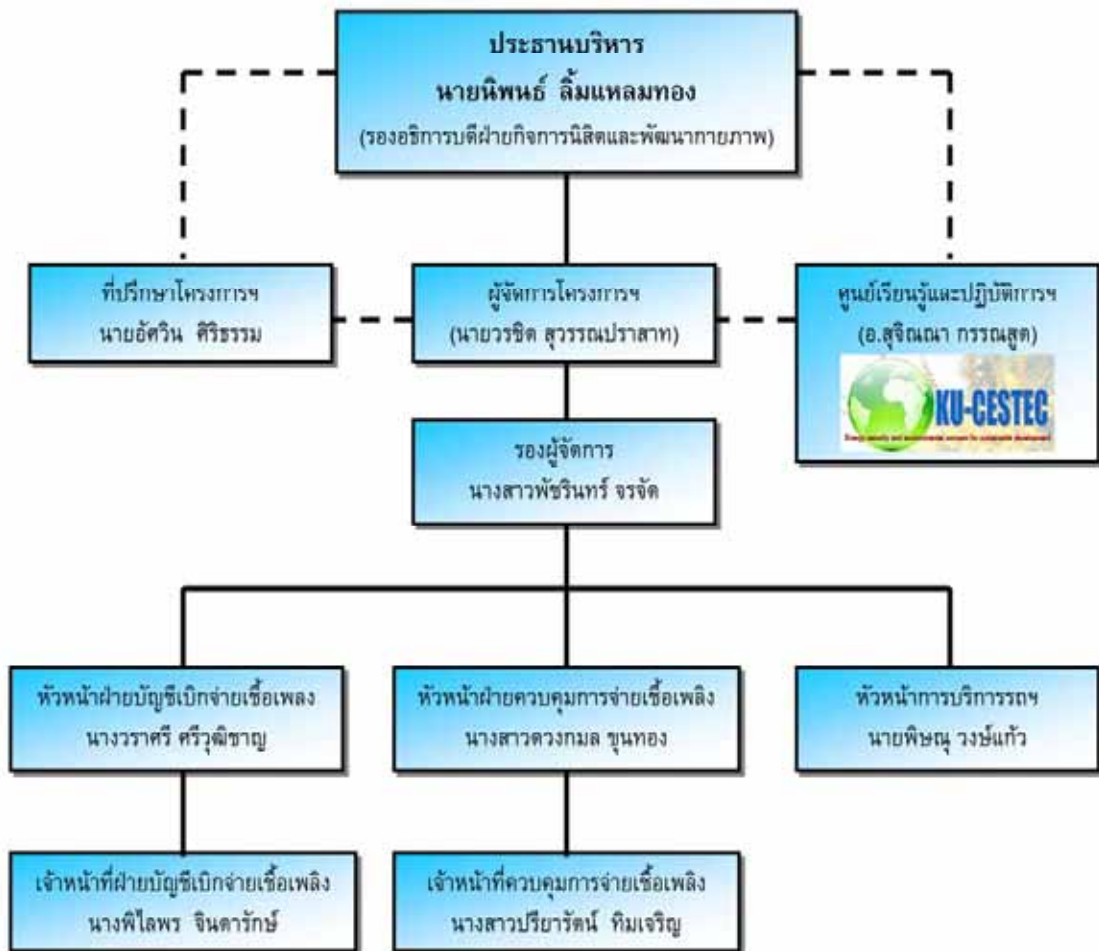 ประธานบริหาร
นายนิพนธ์ ลิ้มแหลมทอง
(รองอธิการบดีฝ่ายกิจการนิสิตและพัฒนากายภาพ)
ที่ปรึกษาโครงการฯ
นายอัศวิน ศิริธรรม
ผู้จัดการโครงการฯ
(นายวรชิด สุวรรณปราสาท)
ศูนย์เรียนรู้และปฏิบัติการฯ
(อ.สุจิณณา กรรณสูต)
KU-CESTEC
Energy security and environmental concern for sustainable development
รองผู้จัดการ
นางสาวพัชรินทร์ จรจัด
หัวหน้าฝ่ายบัญชีเบิกจ่ายเชื้อเพลง
นางวราศรี ศรีวุฒิชาญ
หัวหน้าฝ่ายควบคุมการจ่ายเชื้อเพลิง
นางสาวดวงกมล ขุนทอง
หัวหน้าการบริการรถฯ
นายพิษณุ วงษ์แก้ว
เจ้าหน้าที่ฝ่ายบัญชีเบิกจ่ายเชื้อเพลิง
นางพิไลพร จินดารักษ์
เจ้าหน้าที่ควบคุมการจ่ายเชื้อเพลิง
นางสาวปรียารัตน์ ทิมเจริญ